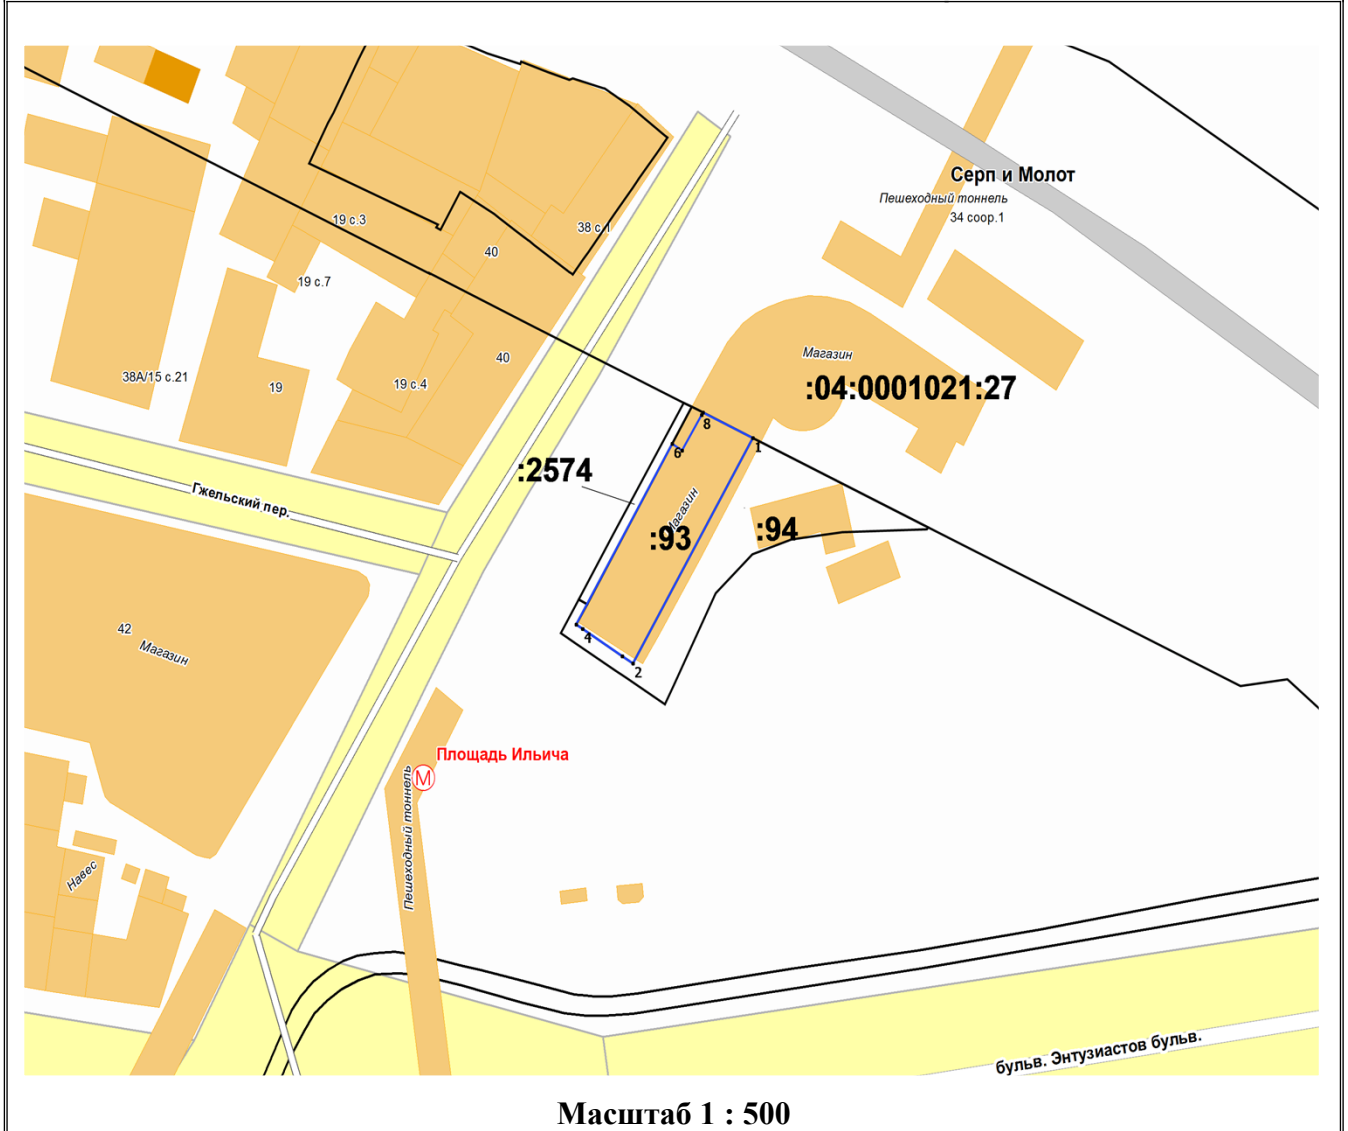 Серп и Молот
Пешеходный тоннель
34 соор.1
19 с.3
38 с.1
40
19 с.7
Магазин
40
38А/15 с.21
19
19 с.4
:04:0001021:27
8
1
6
:2574
Гжельский пер.
Магазин
:93
:94
42
Магазин
4
2
Площадь Ильича
М
Пешеходный тоннель
Навес
бульв. Энтузиастов бульв.
Масштаб 1 : 500